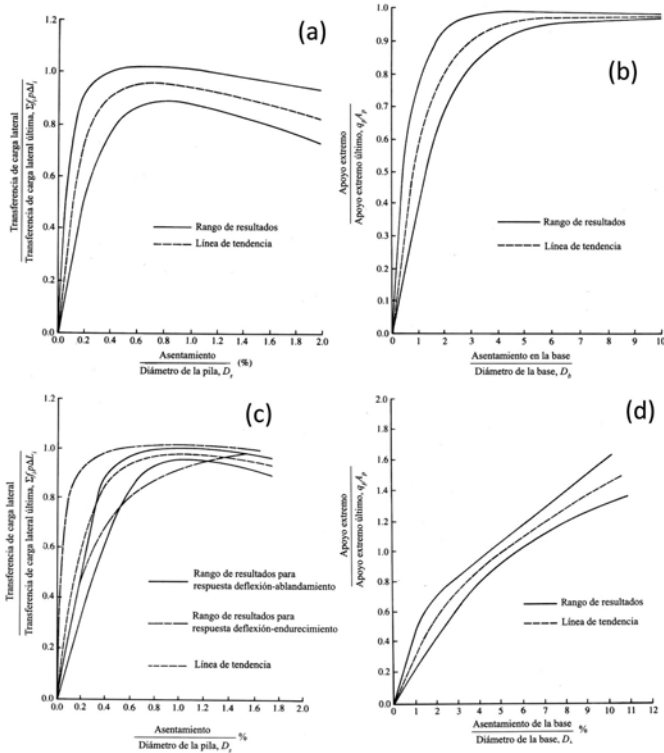 (a)
Transferencia de carga lateral
Transferencia de carga lateral última, Σfᵢp∆lᵢ
1.2
1.0
0.8
0.6
0.4
0.2
0.0
Rango de resultados
Línea de tendencia
0.0 0.2 0.4 0.6 0.8 1.0 1.2 1.4 1.6 1.8 2.0
Asentamiento
Diámetro de la pila, Dₛ
(%)
(b)
Apoyo extremo
Apoyo extremo último, qₚAₚ
1.0
0.9
0.8
0.7
0.6
0.5
0.4
0.3
0.2
0.1
0.0
Rango de resultados
Línea de tendencia
0 1 2 3 4 5 6 7 8 9 10
Asentamiento en la base
Diámetro de la base, D_b
(c)
Transferencia de carga lateral
Transferencia de carga lateral última, Σfᵢp∆Lᵢ
1.2
1.0
0.8
0.6
0.4
0.2
0.0
Rango de resultados para
respuesta deflexión-ablandamiento
Rango de resultados para
respuesta deflexión-endurecimiento
Línea de tendencia
0.0 0.2 0.4 0.6 0.8 1.0 1.2 1.4 1.6 1.8 2.0
Asentamiento
Diámetro de la pila, Dₛ
%
(d)
Apoyo extremo
Apoyo extremo último, qₚAₚ
2.0
1.8
1.6
1.4
1.2
1.0
0.8
0.6
0.4
0.2
0
Rango de resultados
Línea de tendencia
0 1 2 3 4 5 6 7 8 9 10 11 12
Asentamiento de la base
Diámetro de la base, Dₛ
%